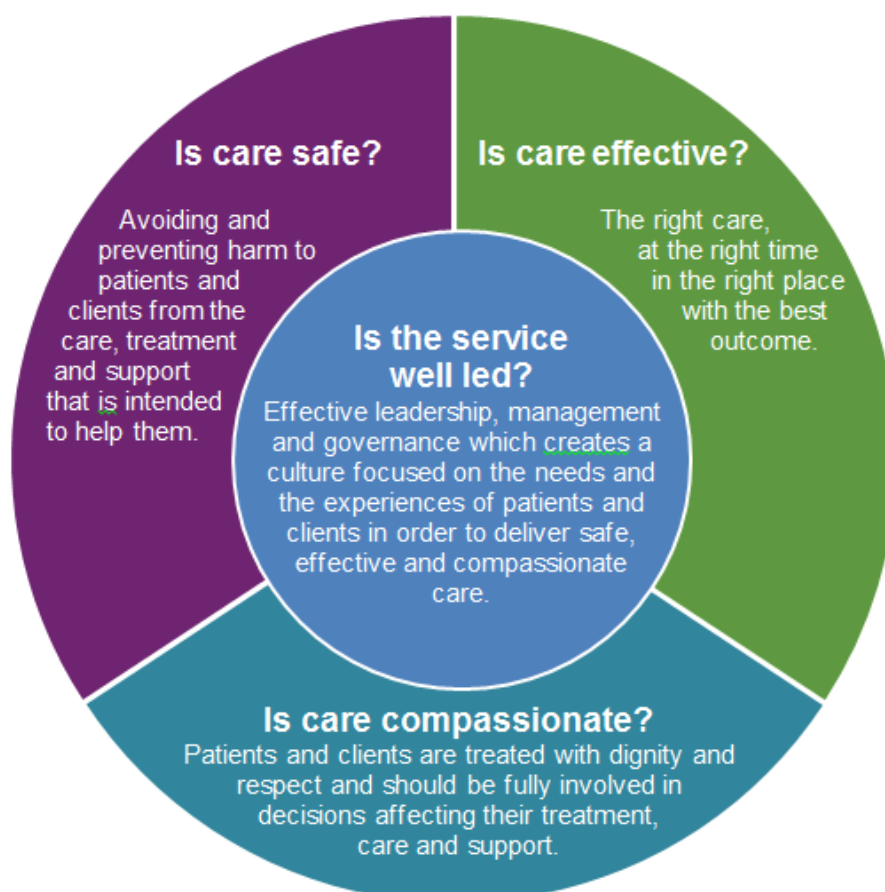 Is care safe?
Avoiding and
preventing harm to
patients and
clients from the
care, treatment
and support
that is intended
to help them.
Is care effective?
The right care,
at the right time
in the right place
with the best
outcome.
Is the service
well led?
Effective leadership, management
and governance which creates a
culture focused on the needs and
the experiences of patients and
clients in order to deliver safe,
effective and compassionate
care.
Is care compassionate?
Patients and clients are treated with dignity and
respect and should be fully involved in
decisions affecting their treatment,
care and support.